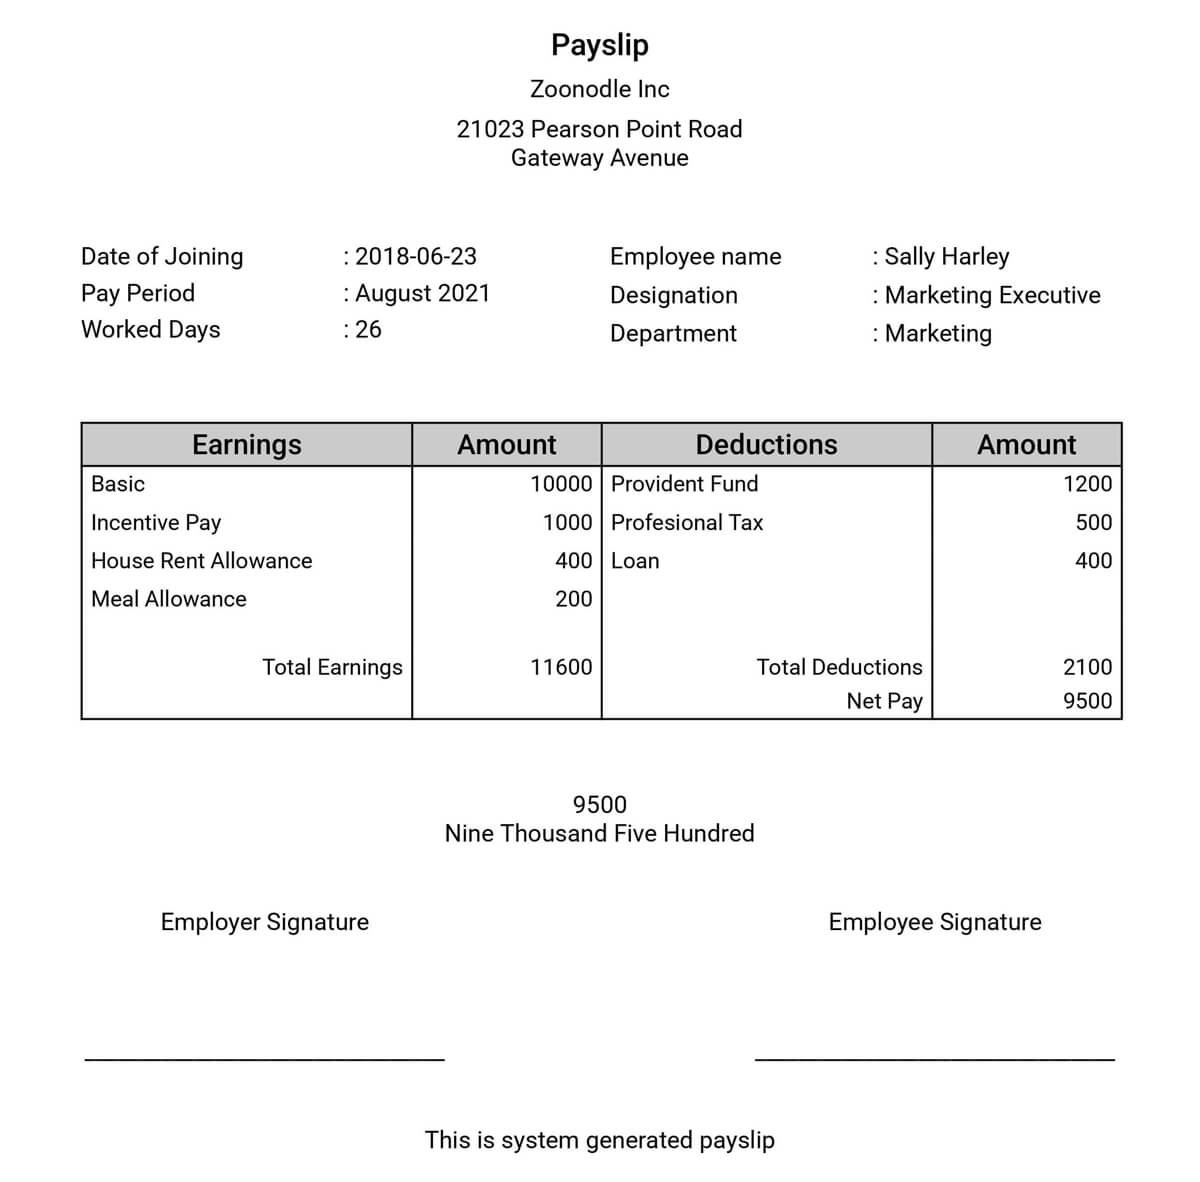 Payslip
Zoonodle Inc
21023 Pearson Point Road
Gateway Avenue
Date of Joining : 2018-06-23 Employee name : Sally Harley
Pay Period : August 2021 Designation : Marketing Executive
Worked Days : 26 Department : Marketing
Earnings Amount Deductions Amount
Basic 10000 Provident Fund 1200
Incentive Pay 1000 Profesional Tax 500
House Rent Allowance 400 Loan 400
Meal Allowance 200
Total Earnings 11600 Total Deductions 2100
Net Pay 9500
9500
Nine Thousand Five Hundred
Employer Signature Employee Signature
This is system generated payslip